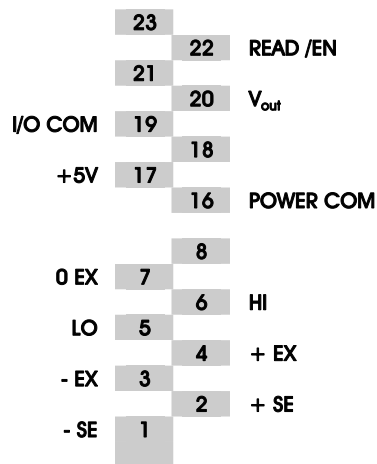 23
22 READ /EN
21
20 Vout
I/O COM 19
18
+5V 17
16 POWER COM
8
0 EX 7
6 HI
LO 5
4 + EX
- EX 3
2 + SE
- SE 1